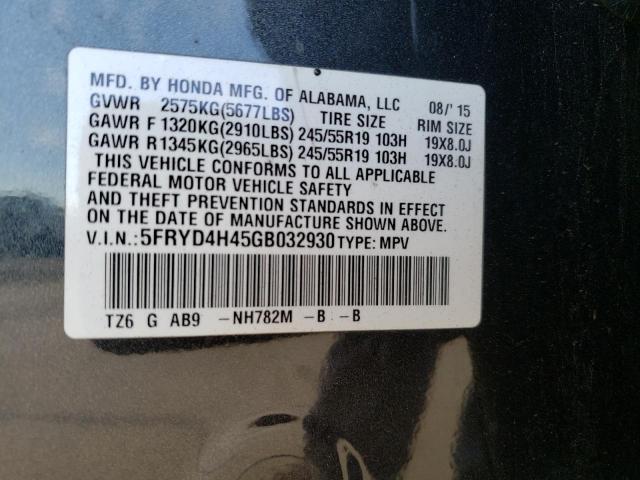 MFD. BY HONDA MFG. OF ALABAMA, LLC 08/' 15
GVWR 2575KG(5677LBS) TIRE SIZE RIM SIZE
GAWR F 1320KG(2910LBS) 245/55R19 103H 19X8.0J
GAWR R 1345KG(2965LBS) 245/55R19 103H 19X8.0J
THIS VEHICLE CONFORMS TO ALL APPLICABLE
FEDERAL MOTOR VEHICLE SAFETY
AND THEFT PREVENTION STANDARDS IN EFFECT
ON THE DATE OF MANUFACTURE SHOWN ABOVE.
V.I.N.: 5FRYD4H45GB032930 TYPE: MPV
TZ6 G AB9 -NH782M -B -B